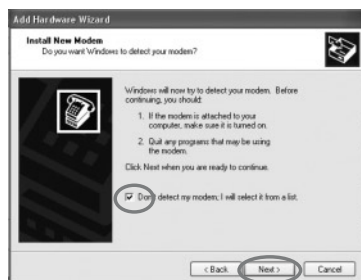 Add Hardware Wizard
Install New Modem
Do you want Windows to detect your modem?
Windows will now try to detect your modem. Before
continuing, you should:
1. If the modem is attached to your
computer, make sure it is turned on.
2. Quit any programs that may be using
the modem.
Click Next when you are ready to continue.
Don't detect my modem; I will select it from a list.
< Back
Next >
Cancel